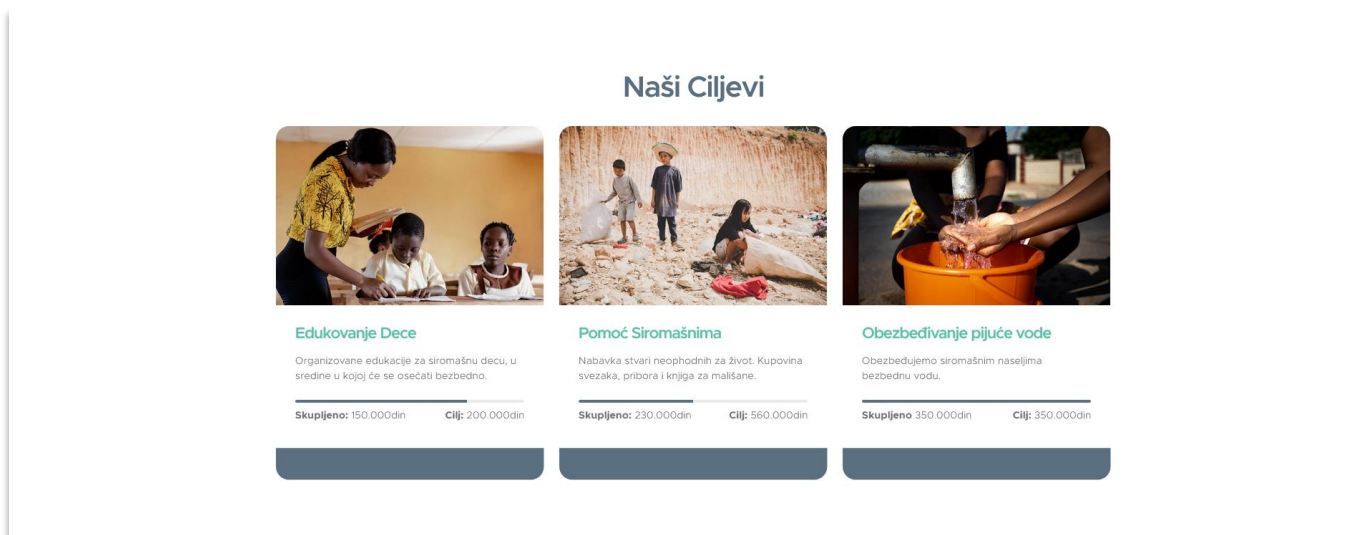 Naši Ciljevi
Edukovanje Dece
Organizovane edukacije za siromašnu decu, u
sredine u kojoj će se osećati bezbedno.
Skupljeno: 150.000din
Cilj: 200.000din
Pomoć Siromašnima
Nabavka stvari neophodnih za život. Kupovina
svezaka, pribora i knjiga za mališane.
Skupljeno: 230.000din
Cilj: 560.000din
Obezbeđivanje pijuće vode
Obezbeđujemo siromašnim naseljima
bezbednu vodu.
Skupljeno 350.000din
Cilj: 350.000din